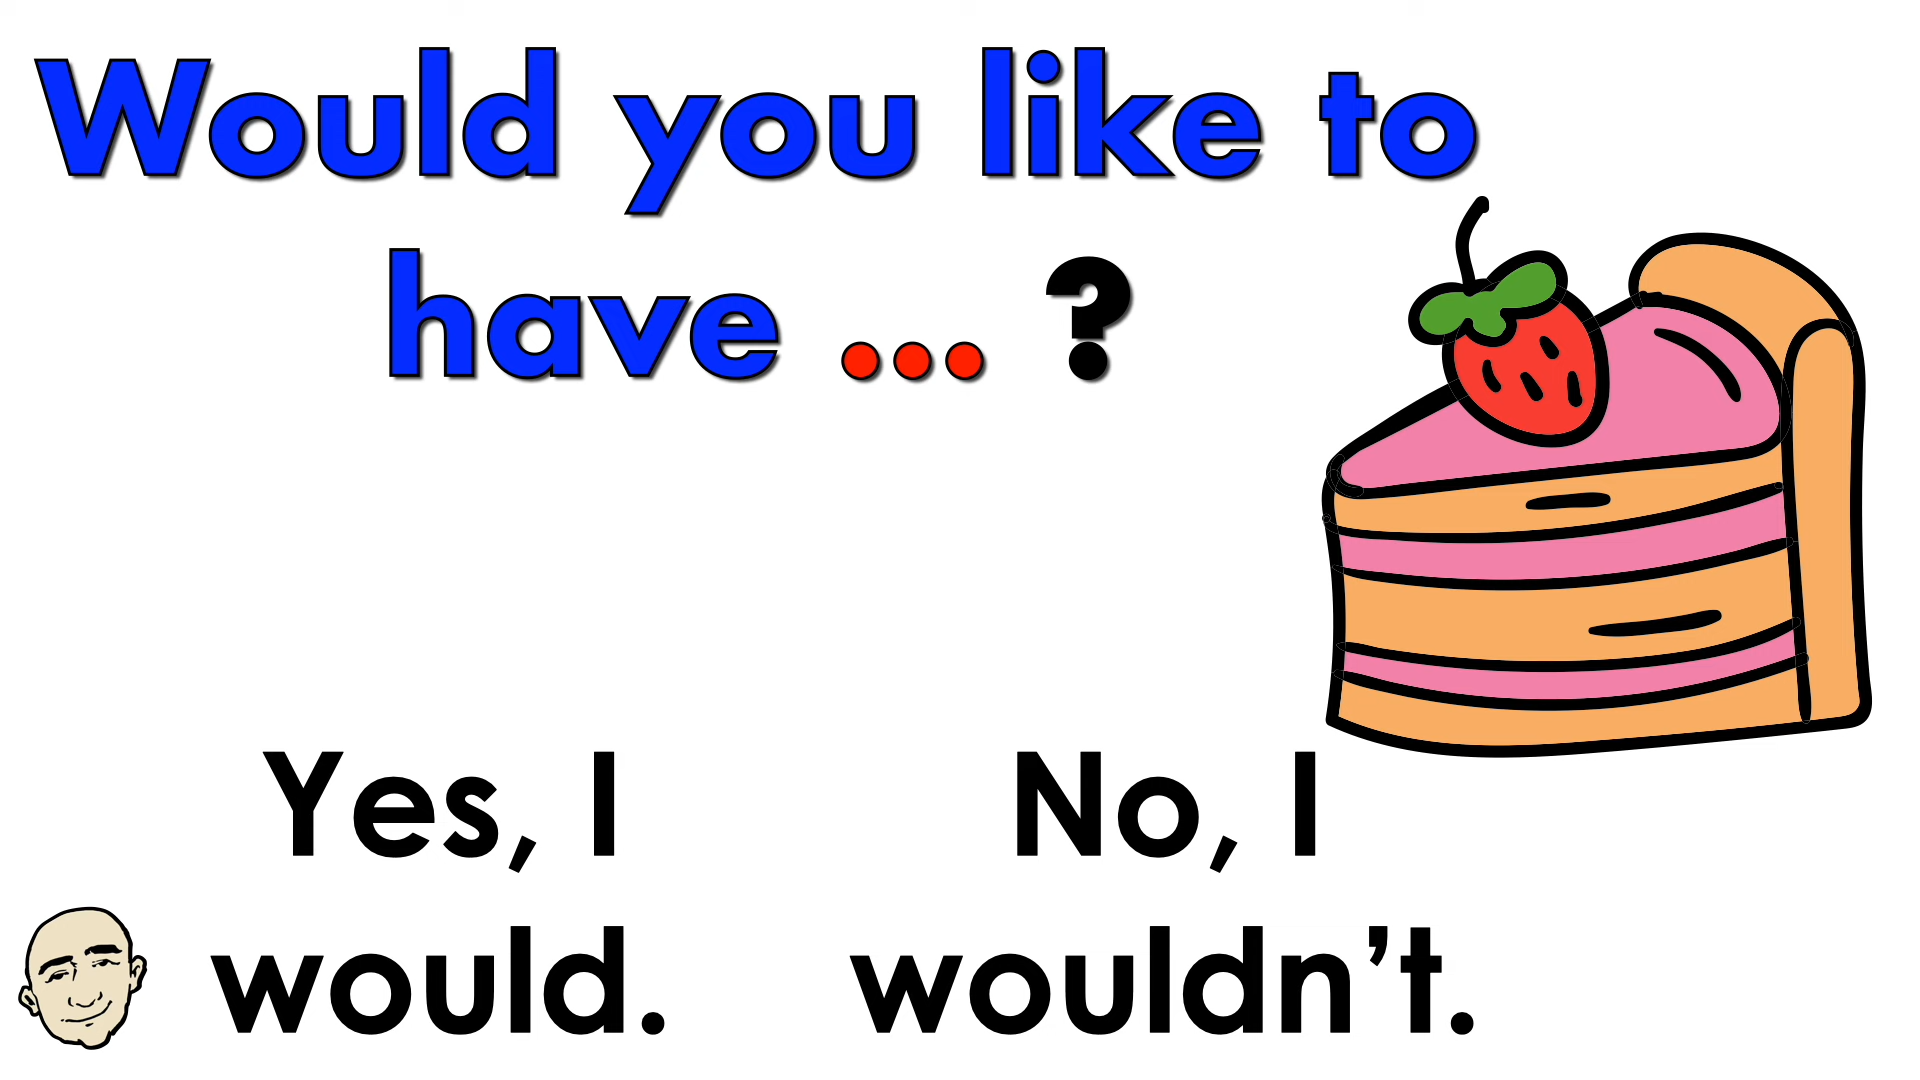 Would you like to
have ... ?
Yes, I
would.
No, I
wouldn’t.